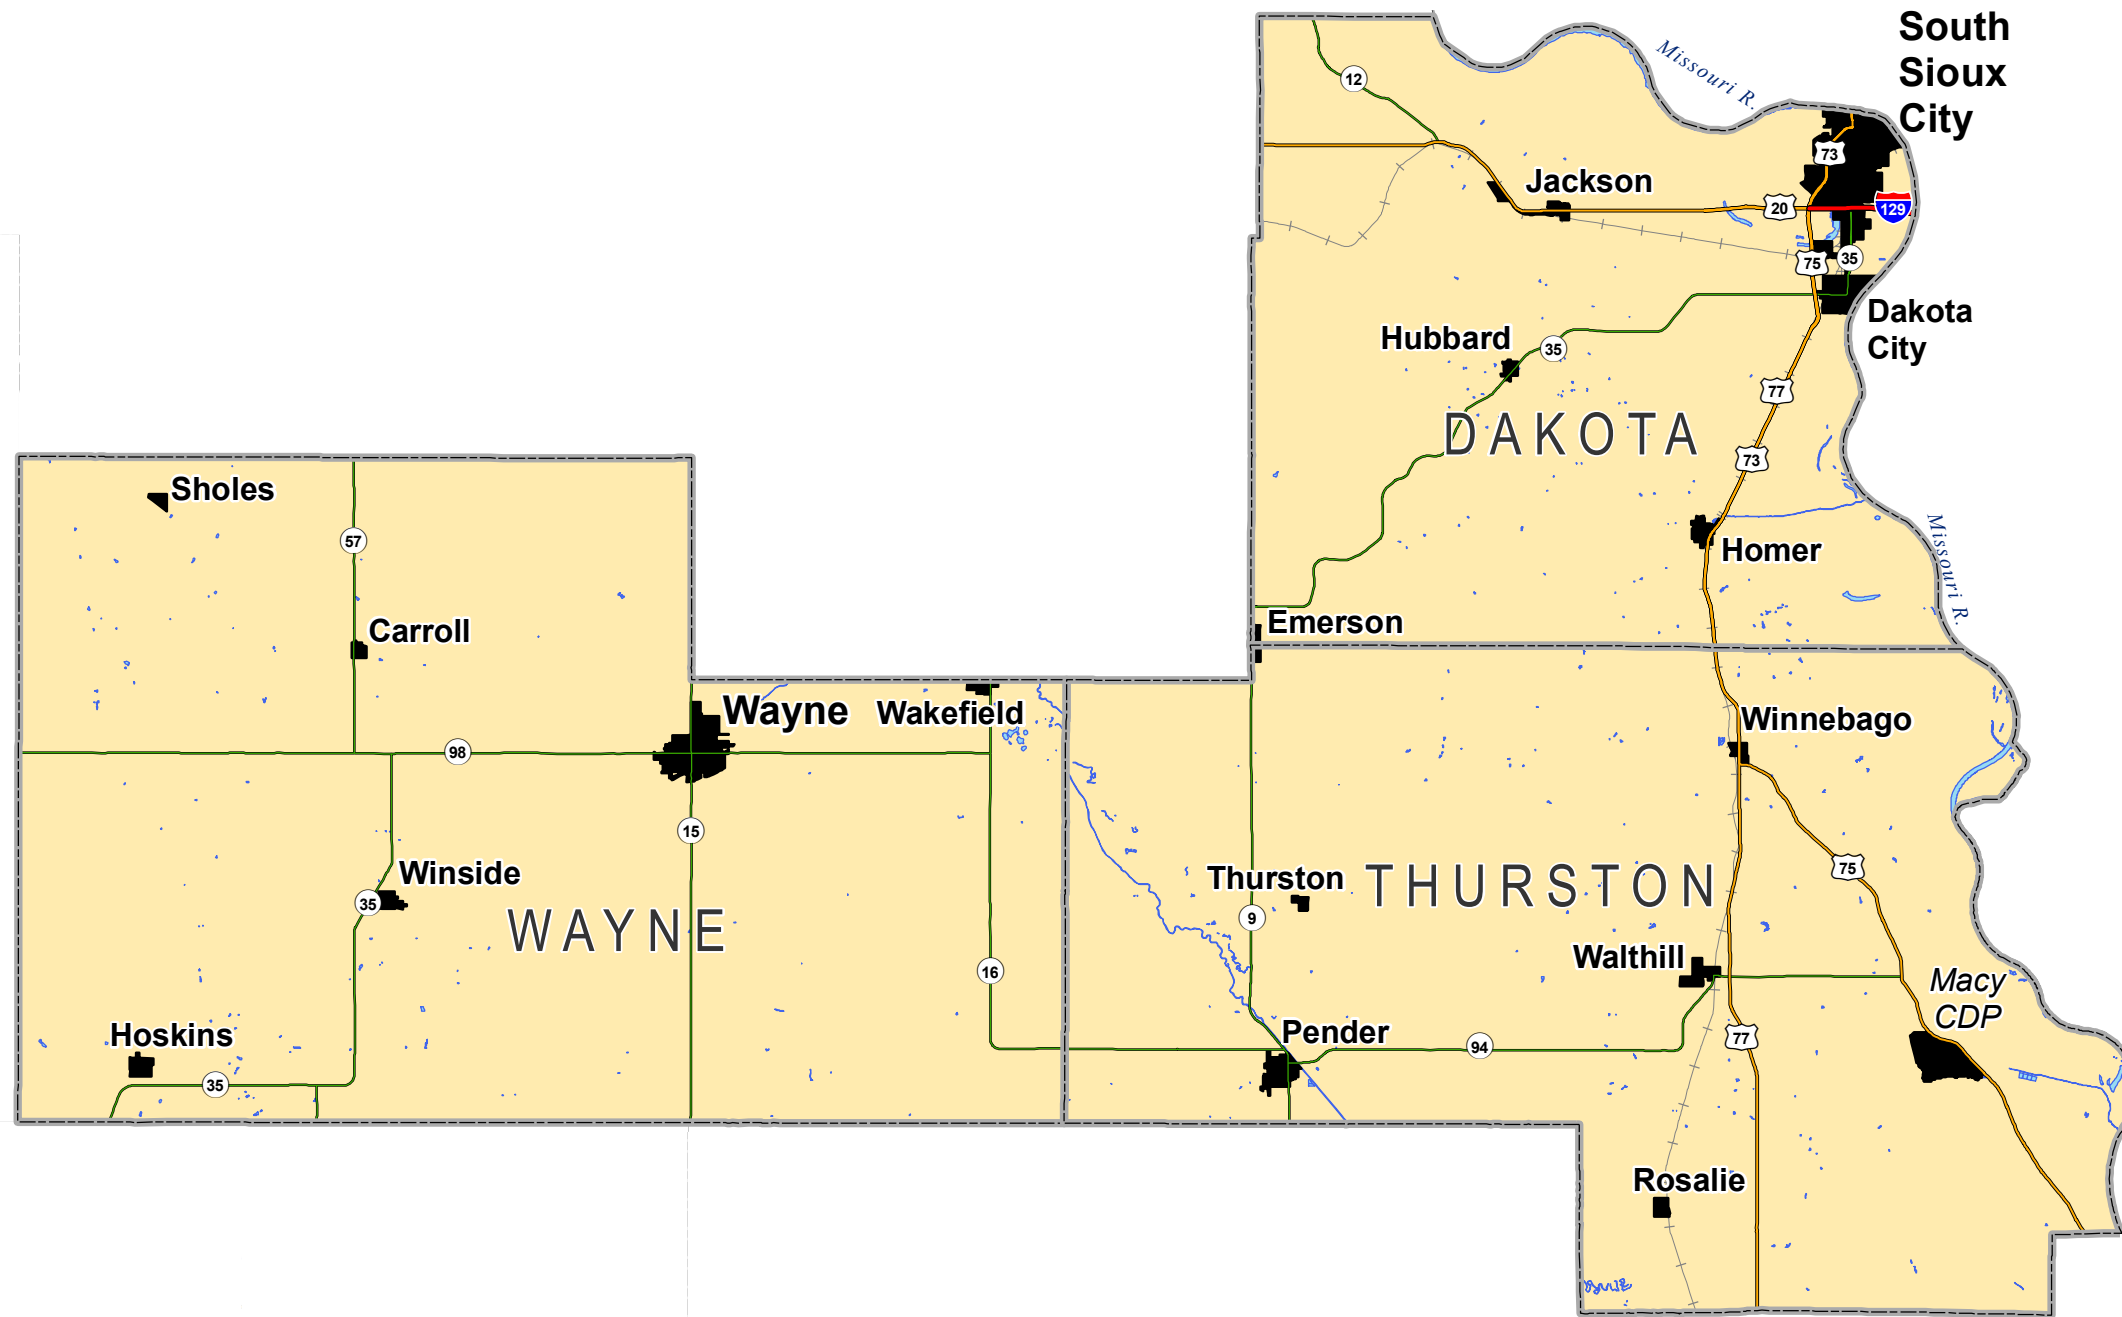 South
Sioux
City
Missouri R.
12
73
Jackson
20
129
75
35
Dakota
City
Hubbard
35
77
DAKOTA
73
Sholes
57
Homer
Missouri R.
Emerson
Carroll
Wayne
Wakefield
Winnebago
98
15
Winside
35
WAYNE
Thurston
THURSTON
75
9
16
Walthill
Macy
CDP
Hoskins
Pender
94
77
35
Rosalie